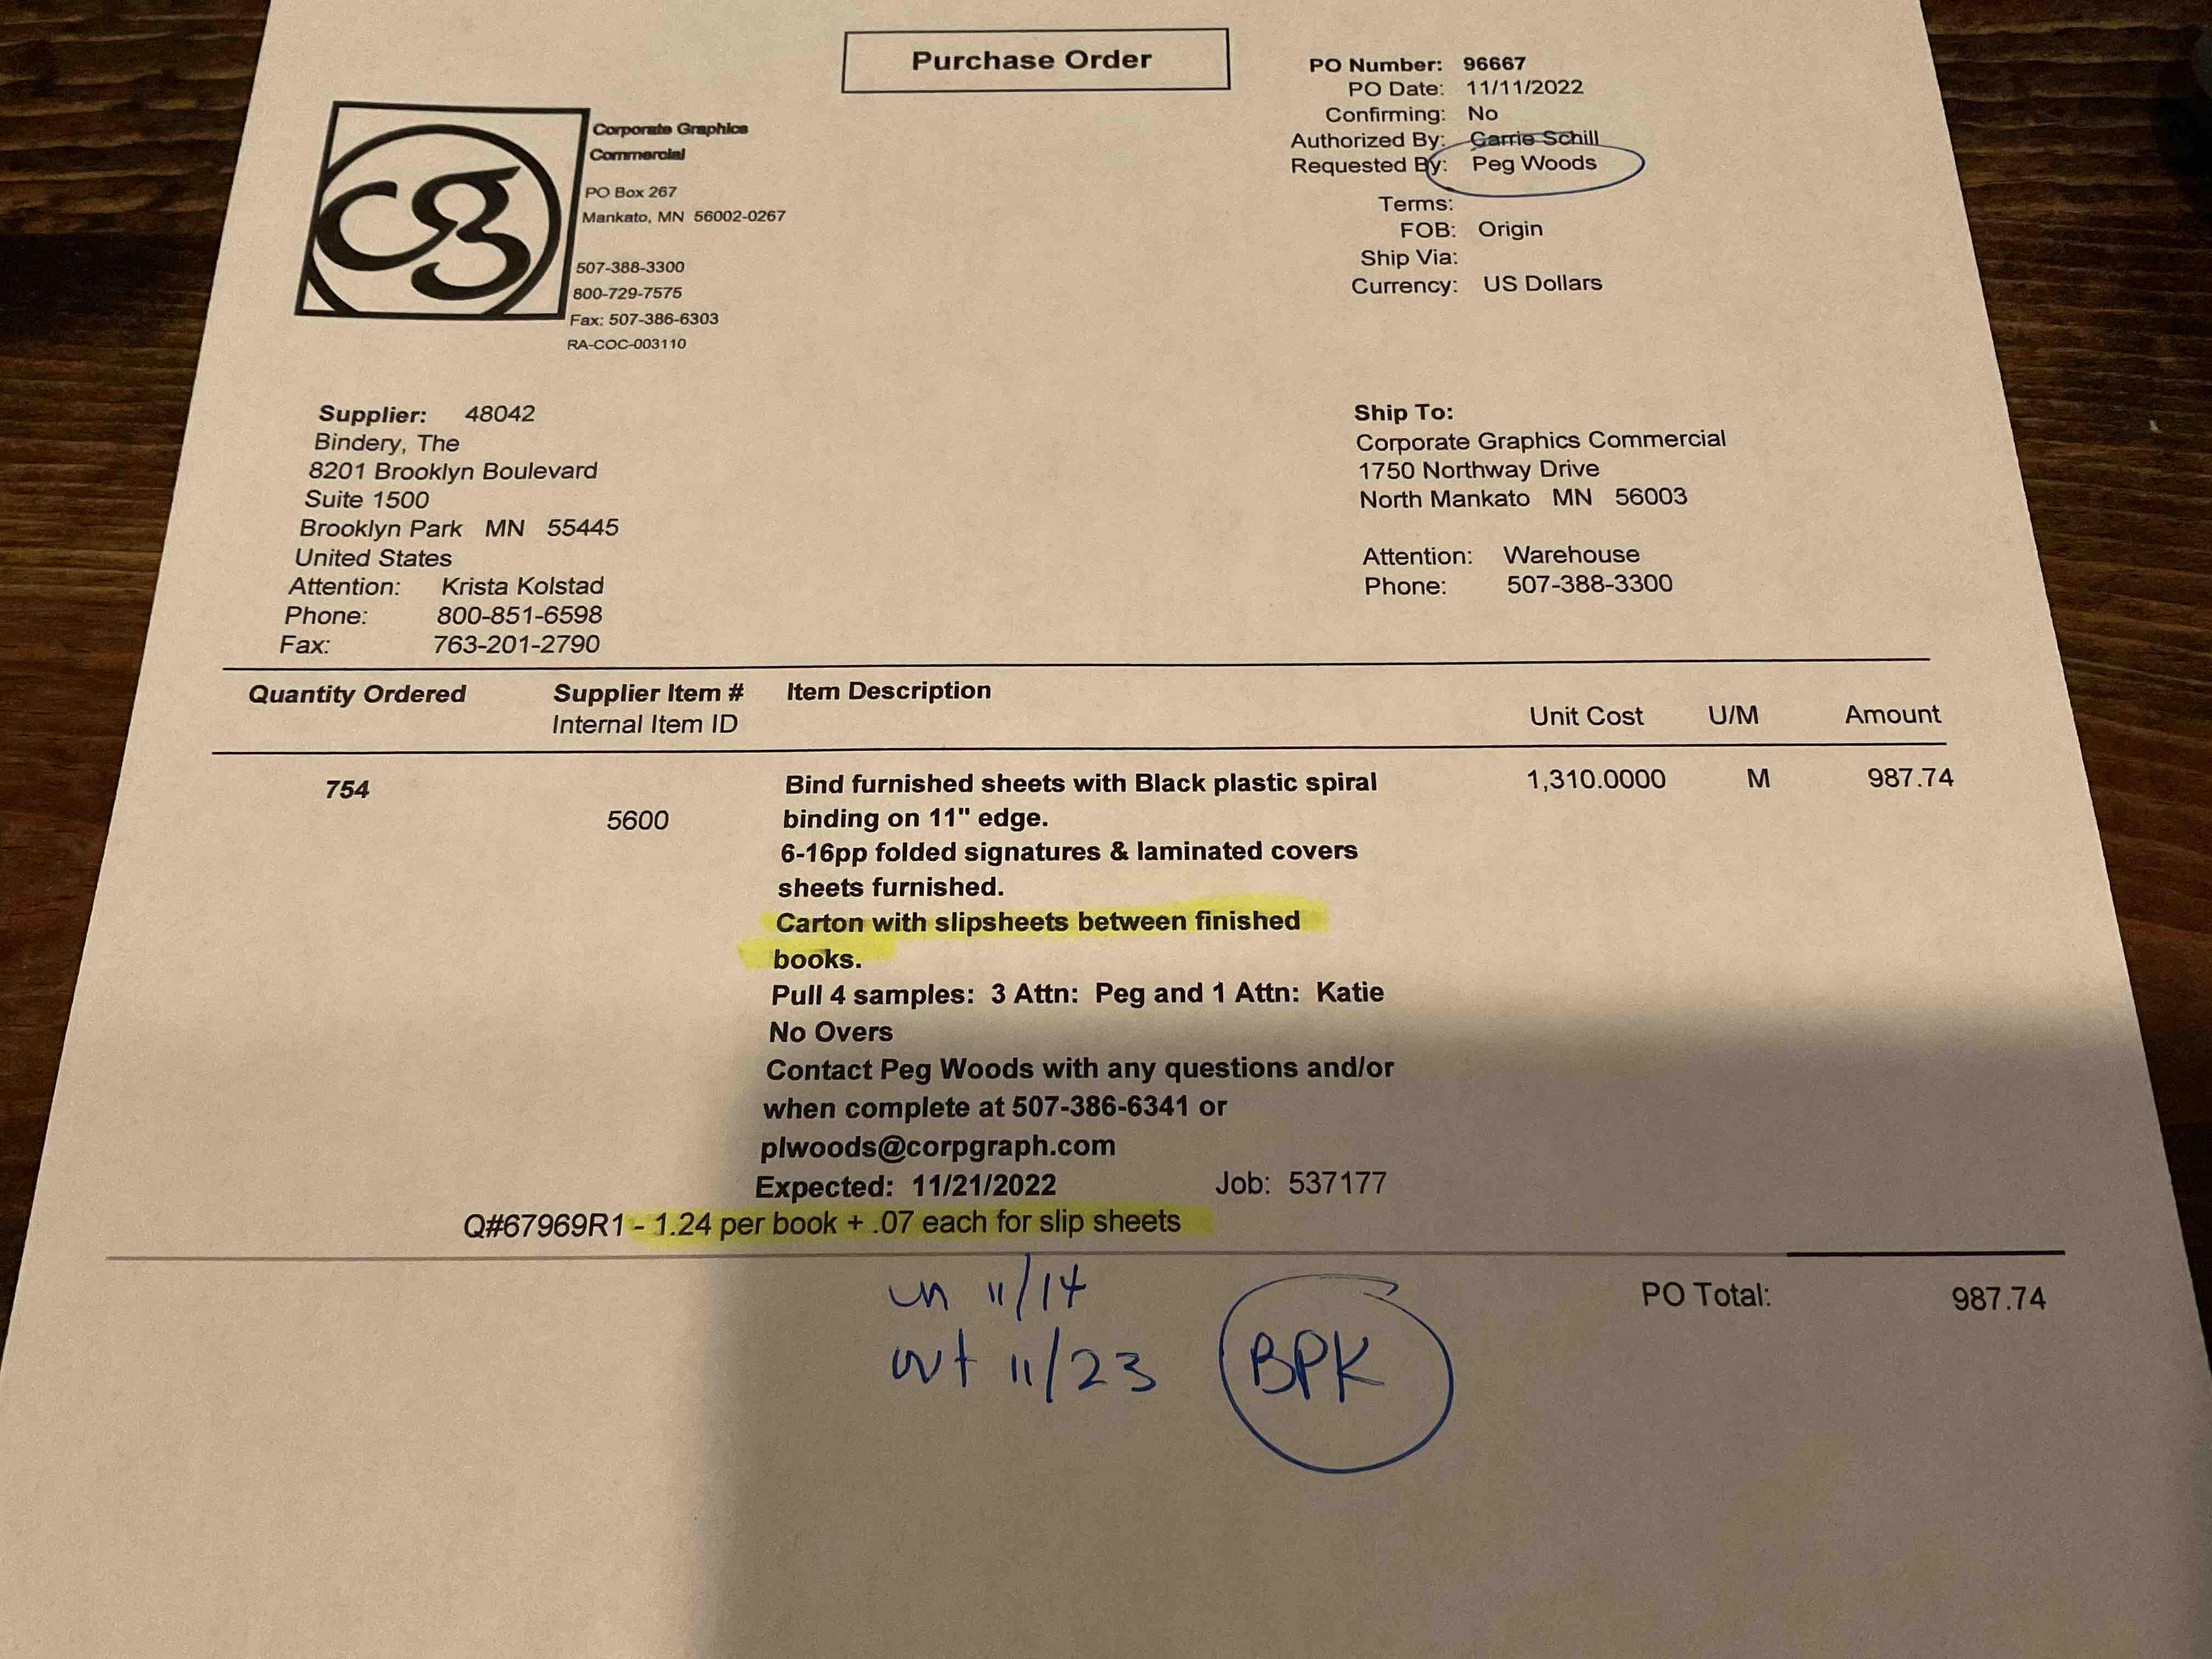 Purchase Order
cg
Corporate Graphics
Commercial
PO Box 267
Mankato, MN 56002-0267
507-388-3300
800-729-7575
Fax: 507-386-6303
RA-COC-003110
PO Number: 96667
PO Date: 11/11/2022
Confirming: No
Authorized By: Carrie Schill
Requested By: Peg Woods
Terms:
FOB: Origin
Ship Via:
Currency: US Dollars
Supplier: 48042
Bindery, The
8201 Brooklyn Boulevard
Suite 1500
Brooklyn Park MN 55445
United States
Attention: Krista Kolstad
Phone: 800-851-6598
Fax: 763-201-2790
Ship To:
Corporate Graphics Commercial
1750 Northway Drive
North Mankato MN 56003
Attention: Warehouse
Phone: 507-388-3300
Quantity Ordered Supplier Item # Item Description
Internal Item ID Unit Cost U/M Amount
754 Bind furnished sheets with Black plastic spiral 1,310.0000 M 987.74
5600 binding on 11" edge.
6-16pp folded signatures & laminated covers
sheets furnished.
Carton with slipsheets between finished
books.
Pull 4 samples: 3 Attn: Peg and 1 Attn: Katie
No Overs
Contact Peg Woods with any questions and/or
when complete at 507-386-6341 or
plwoods@corpgraph.com
Expected: 11/21/2022 Job: 537177
Q#67969R1 - 1.24 per book + .07 each for slip sheets
PO Total: 987.74
in 11/14
out 11/23 BPK